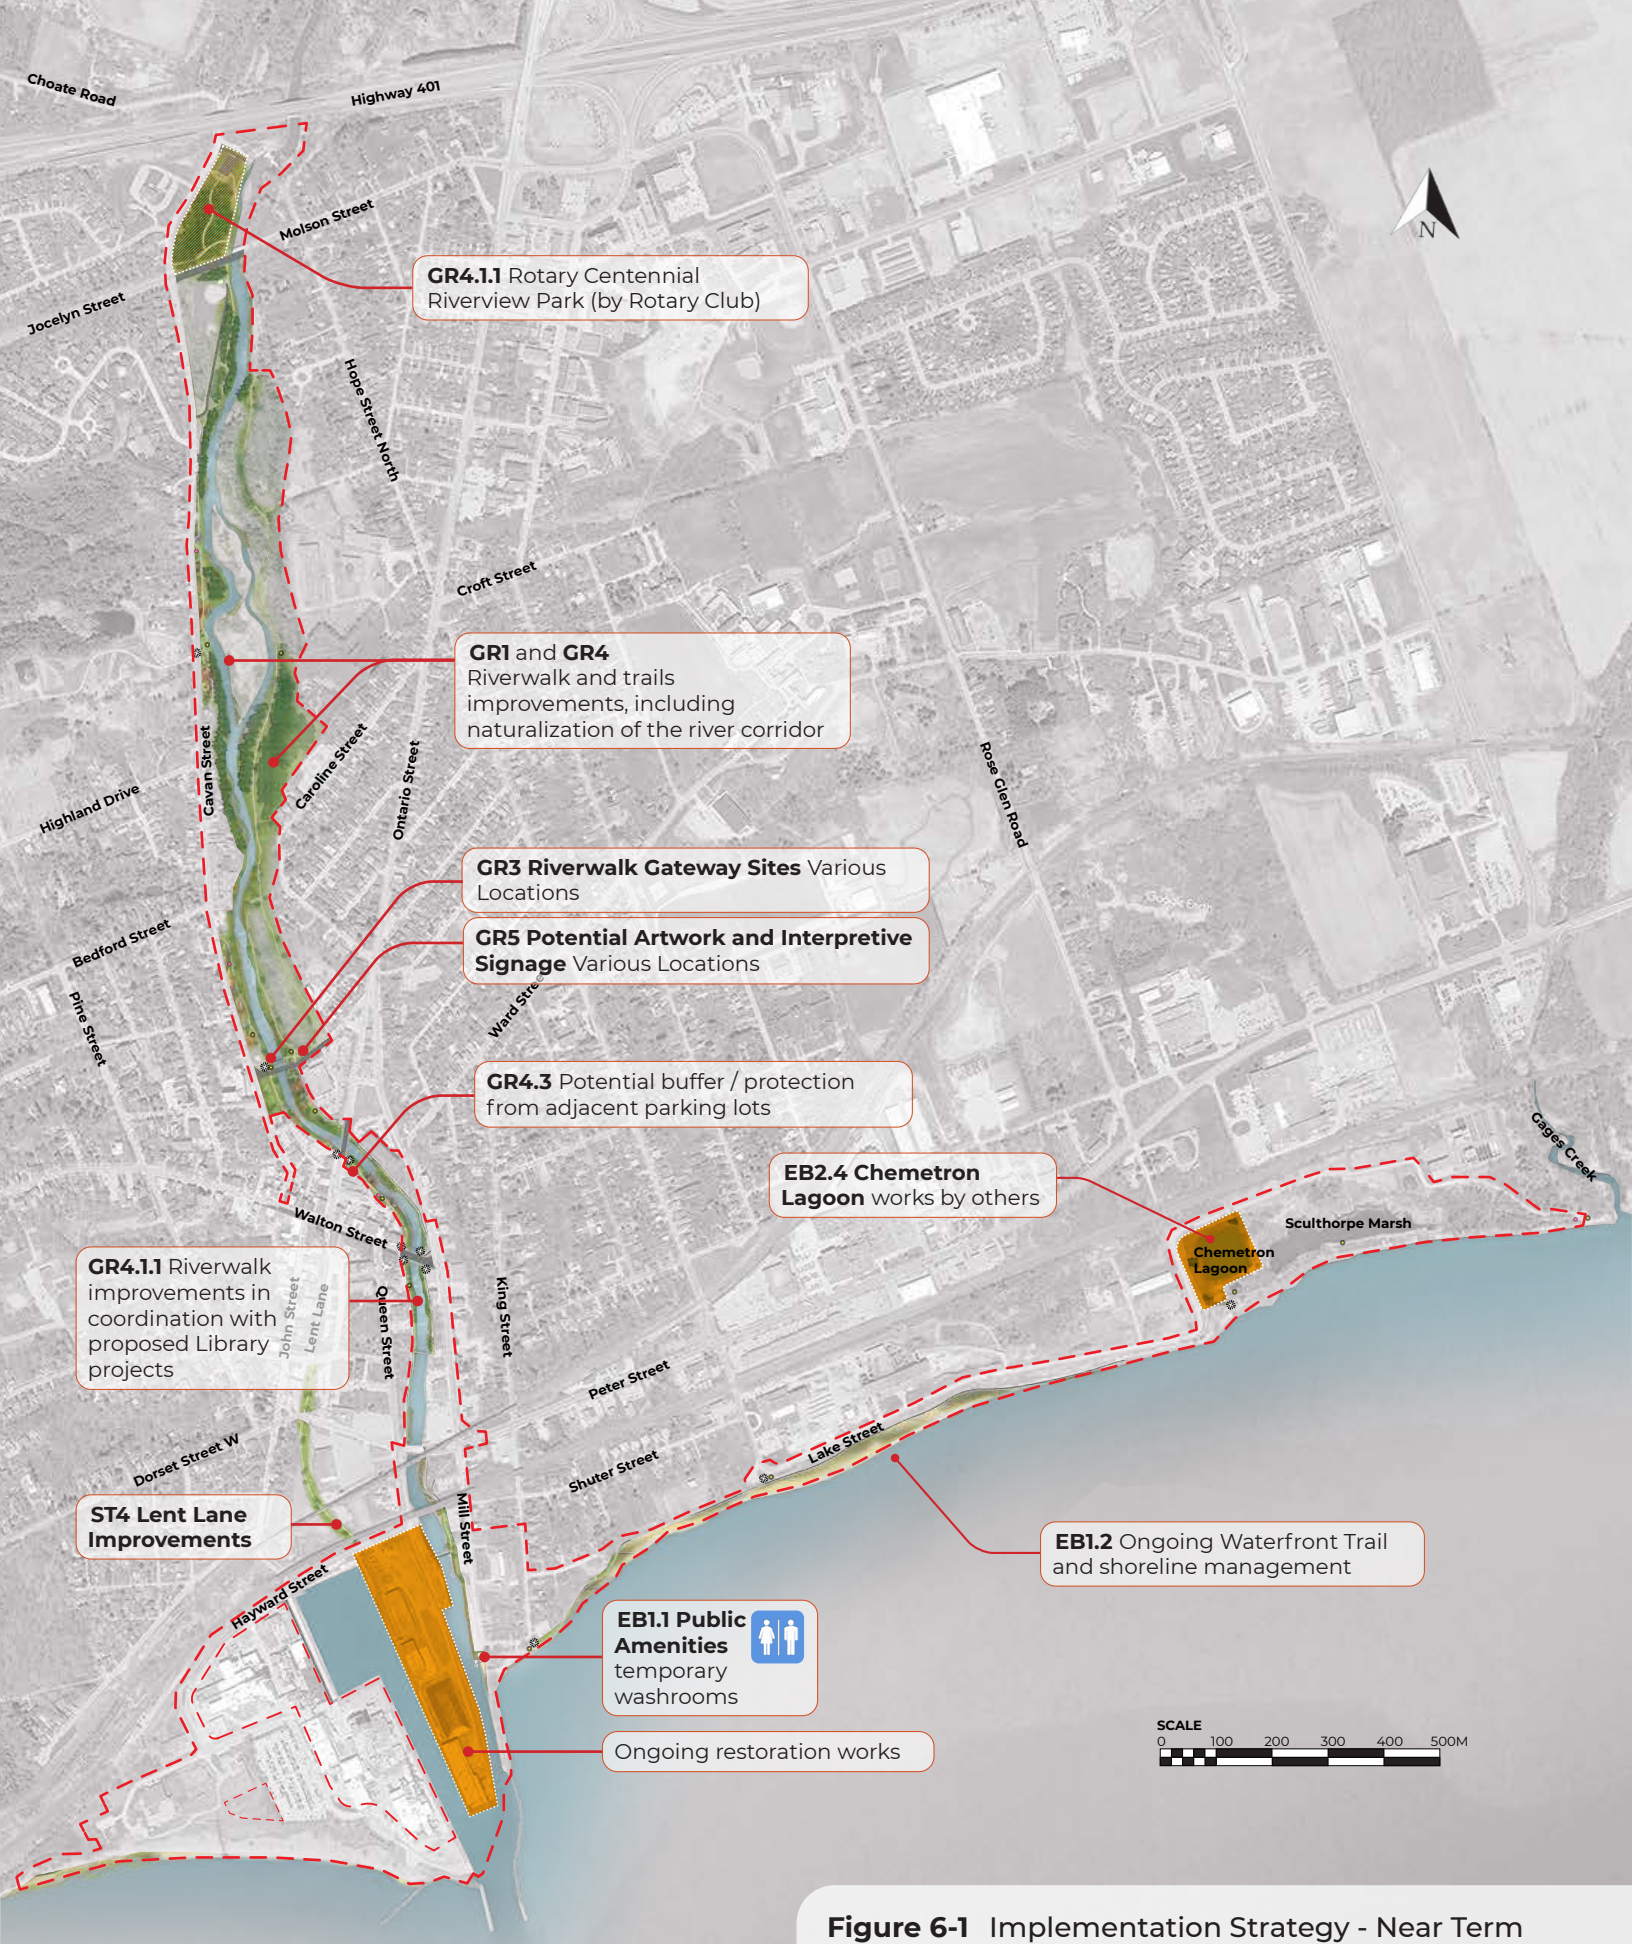 Choate Road
Highway 401
Molson Street
N
GR4.1.1 Rotary Centennial
Riverview Park (by Rotary Club)
Jocelyn Street
Hope Street North
Croft Street
GR1 and GR4
Riverwalk and trails
improvements, including
naturalization of the river corridor
Cavan Street
Caroline Street
Ontario Street
Rose Glen Road
Highland Drive
GR3 Riverwalk Gateway Sites Various
Locations
Google Earth
GR5 Potential Artwork and Interpretive
Signage Various Locations
Bedford Street
Pine Street
Ward Stre
GR4.3 Potential buffer / protection
from adjacent parking lots
Gages Creek
EB2.4 Chemetron
Lagoon works by others
Walton Street
Sculthorpe Marsh
Chemetron
Lagoon
GR4.1.1 Riverwalk
improvements in
coordination with
proposed Library
projects
John Street
Lent Lane
Queen Street
King Street
Peter Street
Lake Street
Dorset Street W
Shuter Street
ST4 Lent Lane
Improvements
Mill Street
EB1.2 Ongoing Waterfront Trail
and shoreline management
Hayward Street
EB1.1 Public
Amenities
temporary
washrooms
Ongoing restoration works
SCALE
0 100 200 300 400 500M
Figure 6-1 Implementation Strategy - Near Term